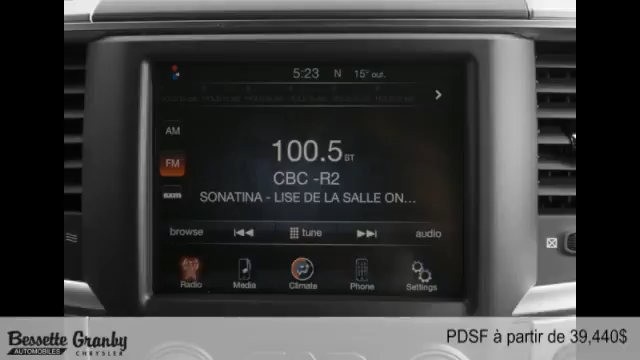 5:23 N 15° out.
AM
100.5 ST
FM
CBC -R2
SONATINA - LISE DE LA SALLE ON...
browse tune audio
Radio Media Climate Phone Settings
Bessette Granby
AUTOMOBILES CHRYSLER
PDSF à partir de 39,440$